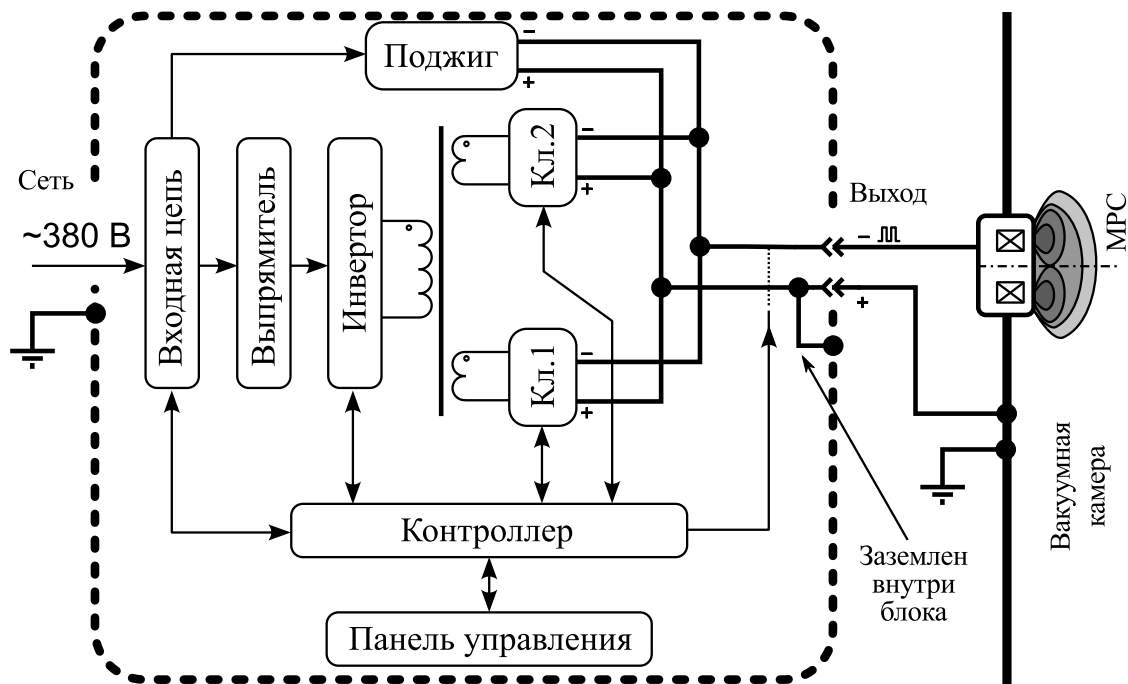 Поджиг
−
+
Сеть
~380 В
Входная цепь
Выпрямитель
Инвертор
Кл.2
−
+
Кл.1
−
+
Выход
−
+
МРС
Контроллер
Панель управления
Заземлен
внутри
блока
Вакуумная
камера